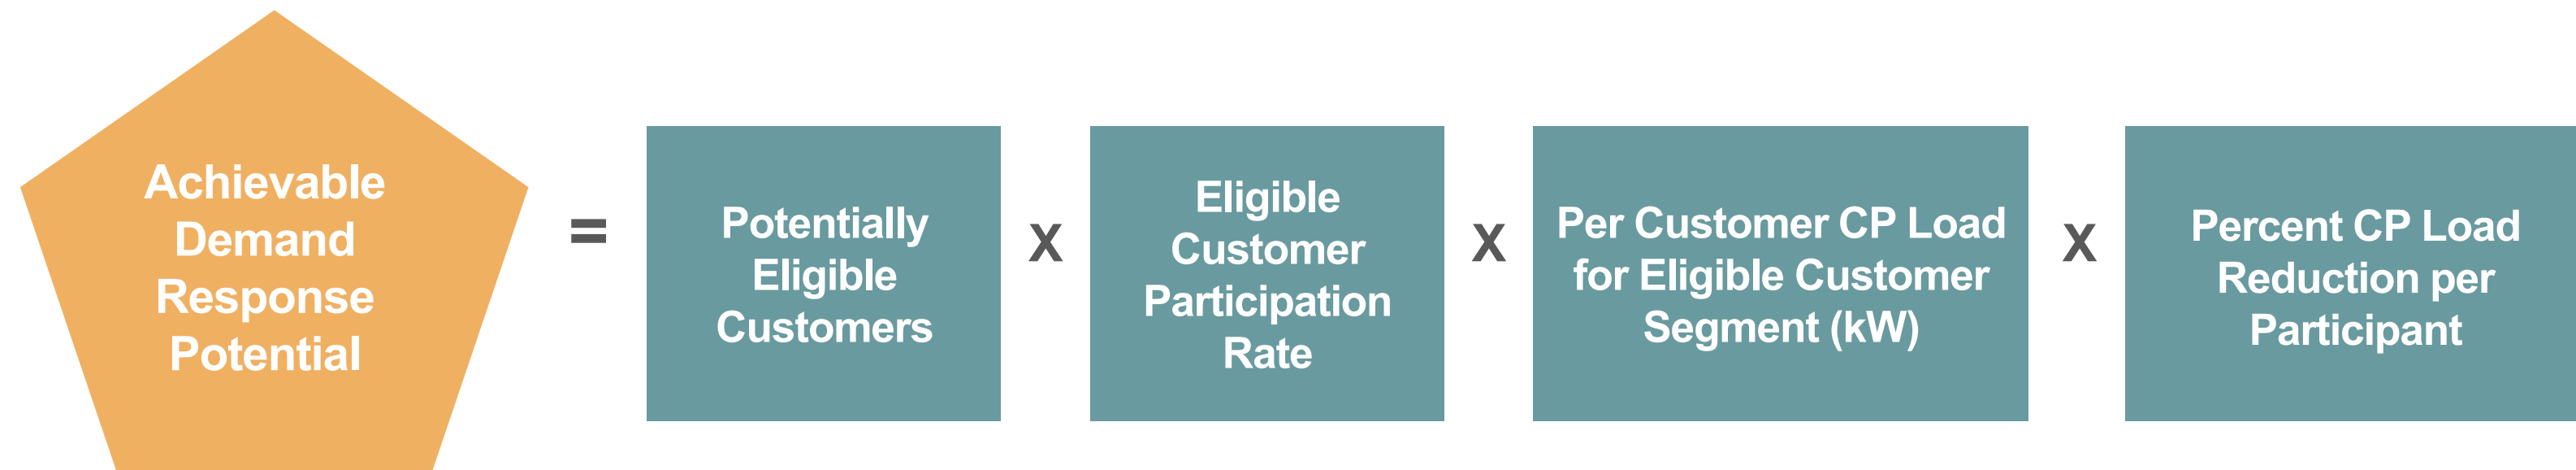 Achievable
Demand
Response
Potential
=
Potentially
Eligible
Customers
X
Eligible
Customer
Participation
Rate
X
Per Customer CP Load
for Eligible Customer
Segment (kW)
X
Percent CP Load
Reduction per
Participant